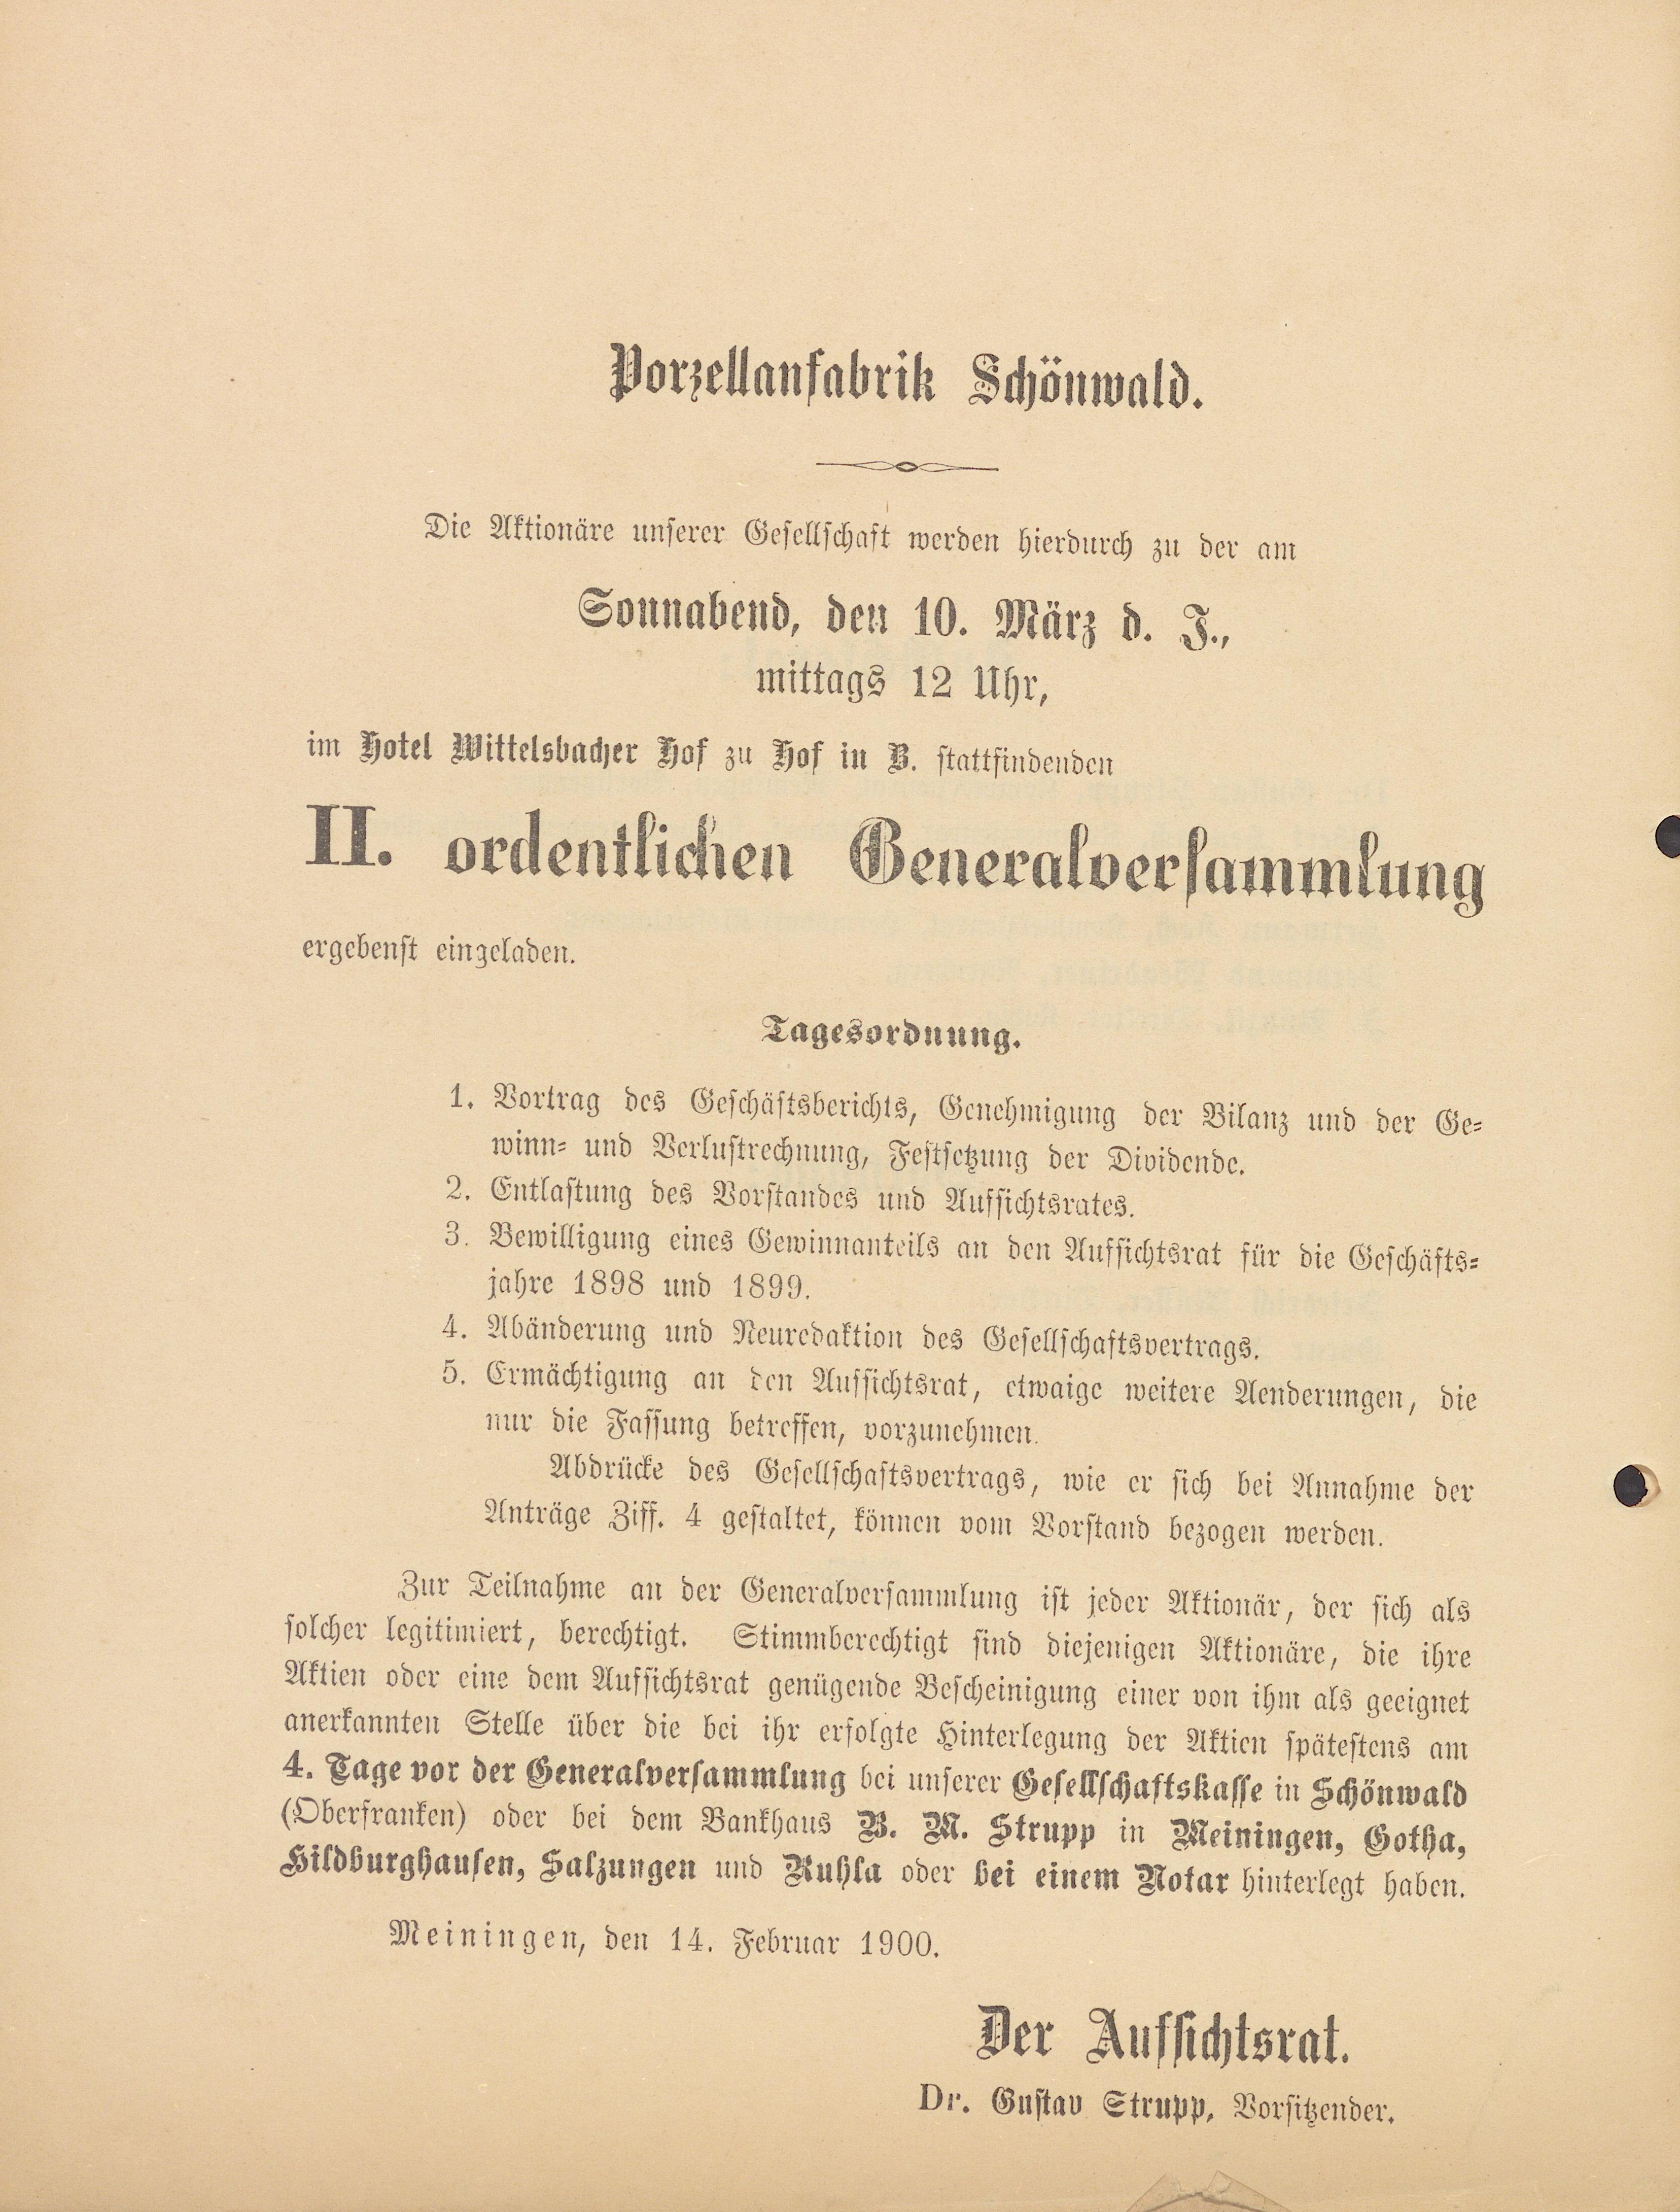 Porzellanfabrik Schönwald.
Die Aktionäre unserer Gesellschaft werden hierdurch zu der am
Sonnabend, den 10. März d. J.,
mittags 12 Uhr,
im Hotel Wittelsbacher Hof zu Hof in B. stattfindenden
II. ordentlichen Generalversammlung
ergebenst eingeladen.
Tagesordnung.
1. Vortrag des Geschäftsberichts, Genehmigung der Bilanz und der Ge-
winn- und Verlustrechnung, Festsetzung der Dividende.
2. Entlastung des Vorstandes und Aufsichtsrates.
3. Bewilligung eines Gewinnanteils an den Aufsichtsrat für die Geschäfts-
jahre 1898 und 1899.
4. Abänderung und Neuredaktion des Gesellschaftsvertrags.
5. Ermächtigung an den Aufsichtsrat, etwaige weitere Aenderungen, die
nur die Fassung betreffen, vorzunehmen.
Abdrücke des Gesellschaftsvertrags, wie er sich bei Annahme der
Anträge Ziff. 4 gestaltet, können vom Vorstand bezogen werden.
Zur Teilnahme an der Generalversammlung ist jeder Aktionär, der sich als
solcher legitimiert, berechtigt. Stimmberechtigt sind diejenigen Aktionäre, die ihre
Aktien oder eine dem Aufsichtsrat genügende Bescheinigung einer von ihm als geeignet
anerkannten Stelle über die bei ihr erfolgte Hinterlegung der Aktien spätestens am
4. Tage vor der Generalversammlung bei unserer Gesellschaftskasse in Schönwald
(Oberfranken) oder bei dem Bankhaus B. M. Strupp in Meiningen, Gotha,
Hildburghausen, Salzungen und Ruhla oder bei einem Notar hinterlegt haben.
Meiningen, den 14. Februar 1900.
Der Aufsichtsrat.
Dr. Gustav Strupp, Vorsitzender.